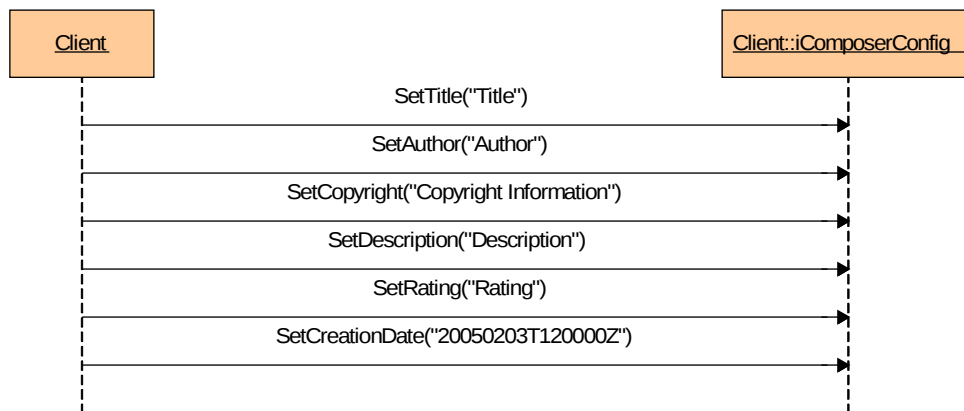 Client
Client::iComposerConfig
SetTitle("Title")
SetAuthor("Author")
SetCopyright("Copyright Information")
SetDescription("Description")
SetRating("Rating")
SetCreationDate("20050203T120000Z")